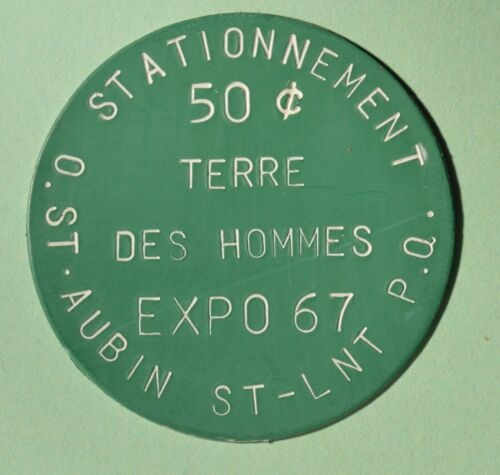 STATIONNEMENT
50 ¢
TERRE
DES HOMMES
EXPO 67
O. ST. AUBIN ST-LNT P.Q.